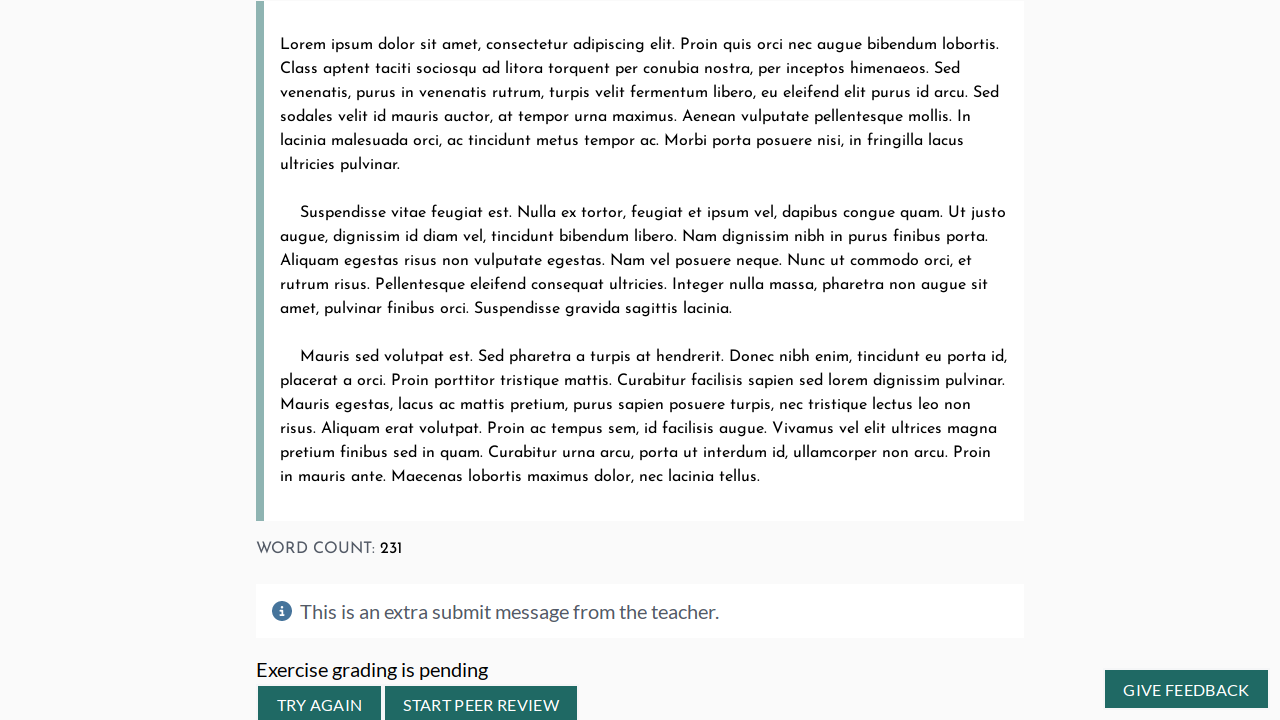 Lorem ipsum dolor sit amet, consectetur adipiscing elit. Proin quis orci nec augue bibendum lobortis.
Class aptent taciti sociosqu ad litora torquent per conubia nostra, per inceptos himenaeos. Sed
venenatis, purus in venenatis rutrum, turpis velit fermentum libero, eu eleifend elit purus id arcu. Sed
sodales velit id mauris auctor, at tempor urna maximus. Aenean vulputate pellentesque mollis. In
lacinia malesuada orci, ac tincidunt metus tempor ac. Morbi porta posuere nisi, in fringilla lacus
ultricies pulvinar.
Suspendisse vitae feugiat est. Nulla ex tortor, feugiat et ipsum vel, dapibus congue quam. Ut justo
augue, dignissim id diam vel, tincidunt bibendum libero. Nam dignissim nibh in purus finibus porta.
Aliquam egestas risus non vulputate egestas. Nam vel posuere neque. Nunc ut commodo orci, et
rutrum risus. Pellentesque eleifend consequat ultricies. Integer nulla massa, pharetra non augue sit
amet, pulvinar finibus orci. Suspendisse gravida sagittis lacinia.
Mauris sed volutpat est. Sed pharetra a turpis at hendrerit. Donec nibh enim, tincidunt eu porta id,
placerat a orci. Proin porttitor tristique mattis. Curabitur facilisis sapien sed lorem dignissim pulvinar.
Mauris egestas, lacus ac mattis pretium, purus sapien posuere turpis, nec tristique lectus leo non
risus. Aliquam erat volutpat. Proin ac tempus sem, id facilisis augue. Vivamus vel elit ultrices magna
pretium finibus sed in quam. Curabitur urna arcu, porta ut interdum id, ullamcorper non arcu. Proin
in mauris ante. Maecenas lobortis maximus dolor, nec lacinia tellus.
WORD COUNT: 231
This is an extra submit message from the teacher.
Exercise grading is pending
TRY AGAIN START PEER REVIEW
GIVE FEEDBACK